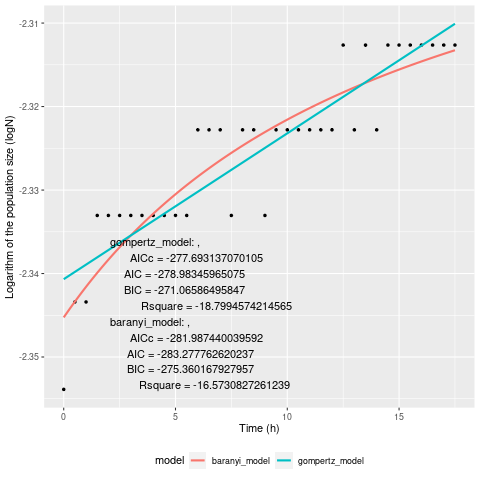 -2.31
-2.32
-2.33
-2.34
-2.35
Logarithm of the population size (logN)
gompertz_model: ,
AICc = -277.693137070105
AIC = -278.98345965075
BIC = -271.06586495847
Rsquare = -18.7994574214565
baranyi_model: ,
AICc = -281.987440039592
AIC = -283.277762620237
BIC = -275.360167927957
Rsquare = -16.5730827261239
0 5 10 15
Time (h)
model baranyi_model gompertz_model